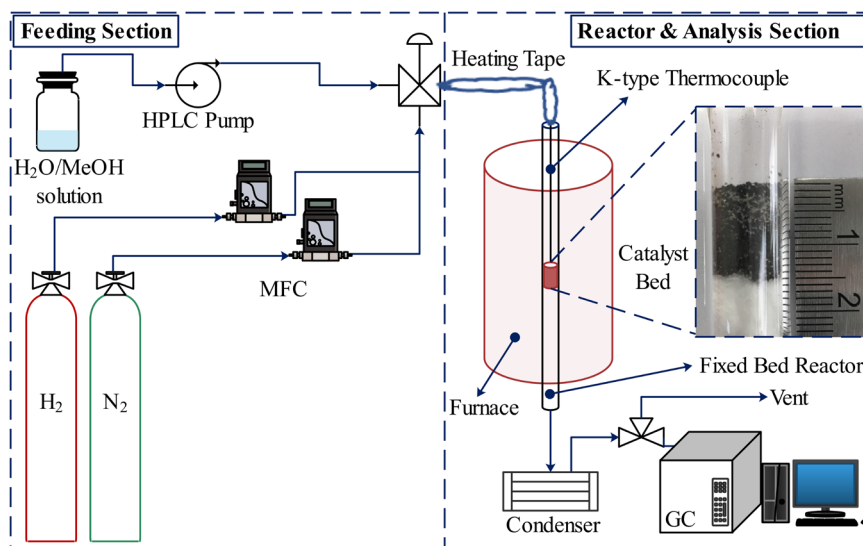 Feeding Section
HPLC Pump
H₂O/MeOH
solution
MFC
H₂
N₂
Reactor & Analysis Section
Heating Tape
K-type Thermocouple
Catalyst
Bed
mm
1
2
Fixed Bed Reactor
Furnace
Vent
Condenser
GC